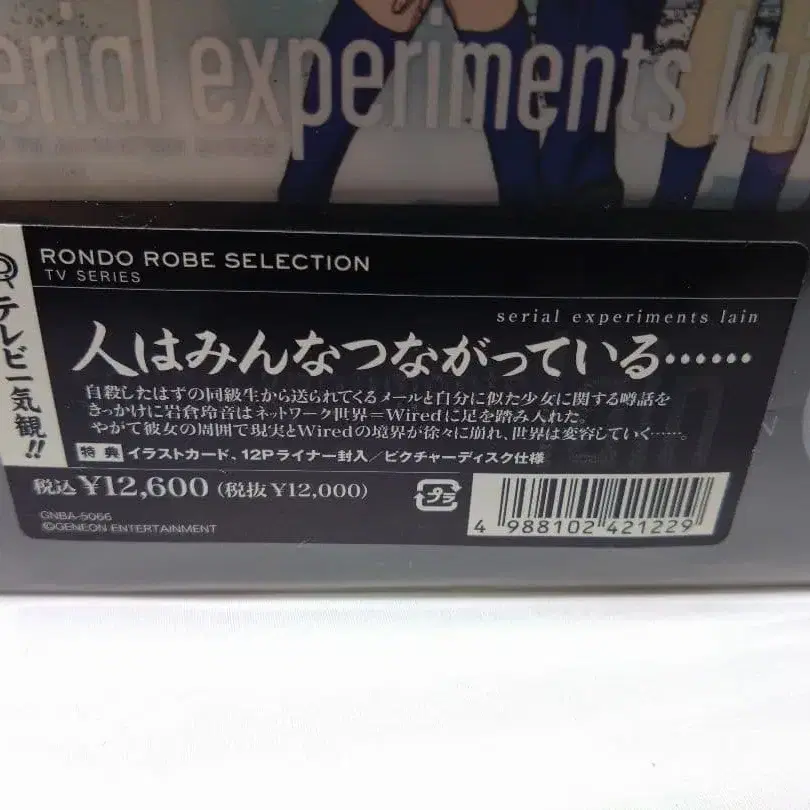 serial experiments lain
RONDO ROBE SELECTION
TV SERIES
テレビ一気観!!
serial experiments lain
人はみんなつながっている……
自殺したはずの同級生から送られてくるメールと自分に似た少女に関する噂話を
きっかけに岩倉玲音はネットワーク世界＝Wiredに足を踏み入れた。
やがて彼女の周囲で現実とWiredの境界が徐々に崩れ、世界は変容していく……。
特典 イラストカード、12Pライナー封入／ピクチャーディスク仕様
税込 ¥12,600 (税抜 ¥12,000)
プラ
GNBA-5066
©GENEON ENTERTAINMENT
4 988102 421229